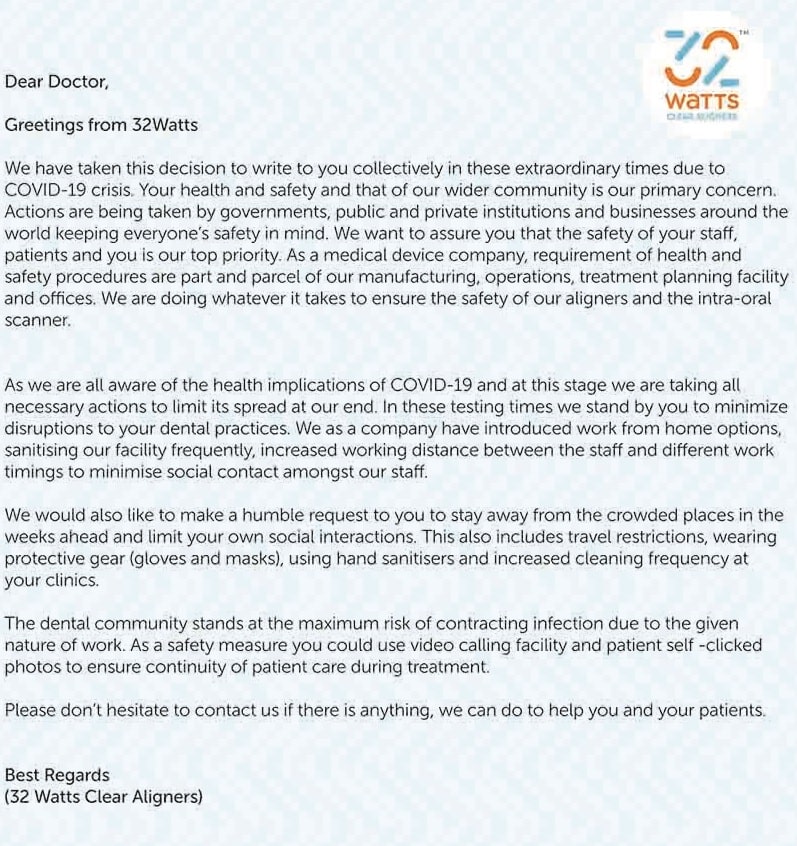 32
TM
WATTS
CLEAR ALIGNERS
Dear Doctor,
Greetings from 32Watts
We have taken this decision to write to you collectively in these extraordinary times due to
COVID-19 crisis. Your health and safety and that of our wider community is our primary concern.
Actions are being taken by governments, public and private institutions and businesses around the
world keeping everyone's safety in mind. We want to assure you that the safety of your staff,
patients and you is our top priority. As a medical device company, requirement of health and
safety procedures are part and parcel of our manufacturing, operations, treatment planning facility
and offices. We are doing whatever it takes to ensure the safety of our aligners and the intra-oral
scanner.
As we are all aware of the health implications of COVID-19 and at this stage we are taking all
necessary actions to limit its spread at our end. In these testing times we stand by you to minimize
disruptions to your dental practices. We as a company have introduced work from home options,
sanitising our facility frequently, increased working distance between the staff and different work
timings to minimise social contact amongst our staff.
We would also like to make a humble request to you to stay away from the crowded places in the
weeks ahead and limit your own social interactions. This also includes travel restrictions, wearing
protective gear (gloves and masks), using hand sanitisers and increased cleaning frequency at
your clinics.
The dental community stands at the maximum risk of contracting infection due to the given
nature of work. As a safety measure you could use video calling facility and patient self -clicked
photos to ensure continuity of patient care during treatment.
Please don't hesitate to contact us if there is anything, we can do to help you and your patients.
Best Regards
(32 Watts Clear Aligners)